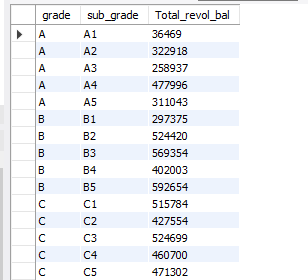 grade sub_grade Total_revol_bal
A A1 36469
A A2 322918
A A3 258937
A A4 477996
A A5 311043
B B1 297375
B B2 524420
B B3 569354
B B4 402003
B B5 592654
C C1 515784
C C2 427554
C C3 524699
C C4 460700
C C5 471302